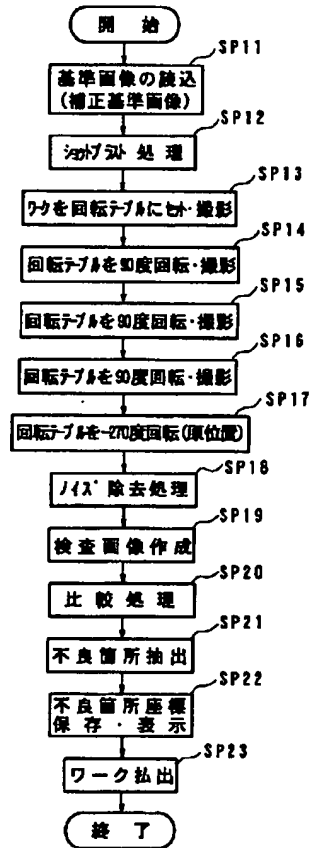 開始
SP11
基準画像の読込
(補正基準画像)
SP12
ショットブラスト処理
SP13
ワークを回転テーブルにセット・撮影
SP14
回転テーブルを90度回転・撮影
SP15
回転テーブルを90度回転・撮影
SP16
回転テーブルを90度回転・撮影
SP17
回転テーブルを-270度回転(原位置)
SP18
ノイズ除去処理
SP19
検査画像作成
SP20
比較処理
SP21
不良箇所抽出
SP22
不良箇所座標
保存・表示
SP23
ワーク払出
終了